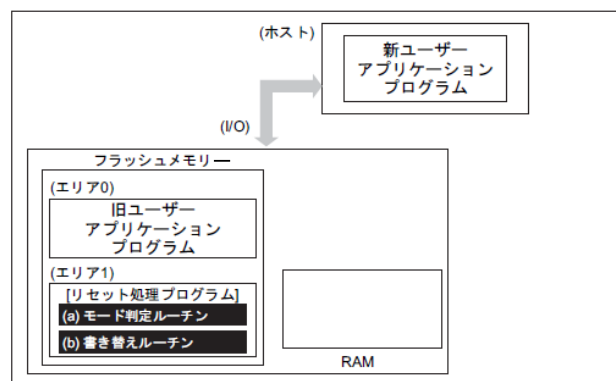 (ホスト)
新ユーザー
アプリケーション
プログラム
(I/O)
フラッシュメモリー
(エリア0)
旧ユーザー
アプリケーション
プログラム
(エリア1)
[リセット処理プログラム]
(a) モード判定ルーチン
(b) 書き替えルーチン
RAM